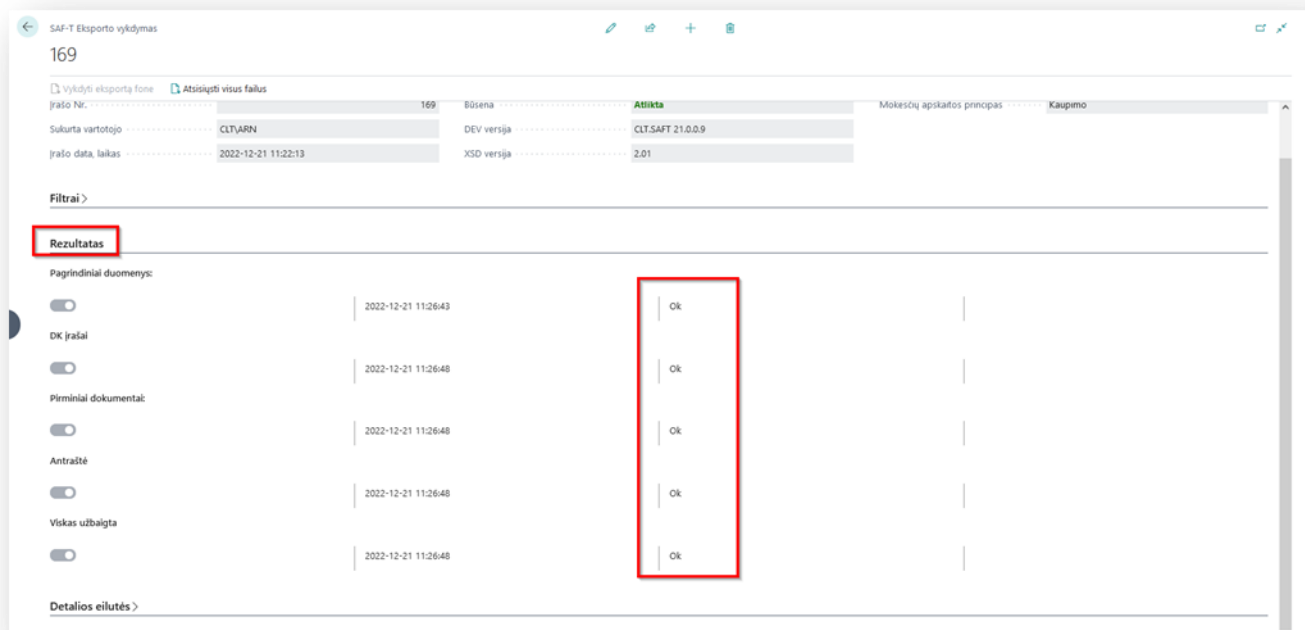 SAF-T Eksporto vykdymas
169
Vykdyti eksportą fone Atsisiųsti visus failus
Įrašo Nr. 169 Būsena Atlikta Mokesčių apskaitos principas Kaupimo
Sukurta vartotojo CLT\ARN DEV versija CLT.SAFT 21.0.0.9
Įrašo data, laikas 2022-12-21 11:22:13 XSD versija 2.01
Filtrai >
Rezultatas
Pagrindiniai duomenys:
2022-12-21 11:26:43 Ok
DK įrašai
2022-12-21 11:26:48 Ok
Pirminiai dokumentai:
2022-12-21 11:26:48 Ok
Antraštė
2022-12-21 11:26:48 Ok
Viskas užbaigta
2022-12-21 11:26:48 Ok
Detalios eilutės >